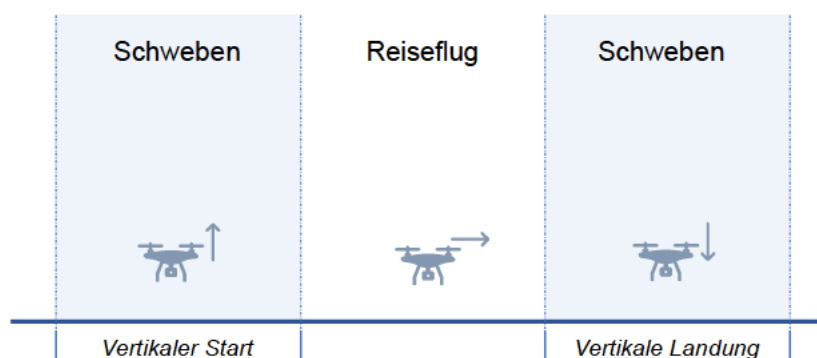 Schweben
Reiseflug
Schweben
Vertikaler Start
Vertikale Landung